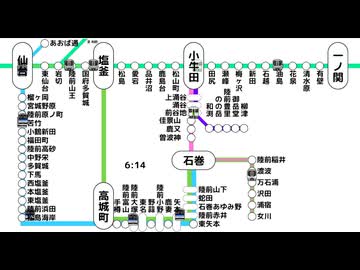 あおば通
仙台
東仙台
岩切
陸前山王
国府多賀城
塩釜
松島
愛宕
品井沼
鹿島台
松山町
小牛田
田尻
瀬峰
梅ヶ沢
新田
石越
油島
花泉
清水原
有壁
一ノ関
上涌谷
涌谷
前谷地
佳景山
鹿又
曽波神
和渕
のの岳
陸前豊里
御岳堂
柳津
榴ヶ岡
宮城野原
陸前原ノ町
苦竹
小鶴新田
福田町
陸前高砂
中野栄
多賀城
下馬
西塩釜
本塩釜
東塩釜
陸前浜田
松島海岸
6:14
高城町
手樽
陸前富山
陸前大塚
東名
野蒜
陸前小野
鹿妻
矢本
東矢本
陸前赤井
石巻あゆみ野
蛇田
陸前山下
石巻
陸前稲井
渡波
万石浦
沢田
浦宿
女川